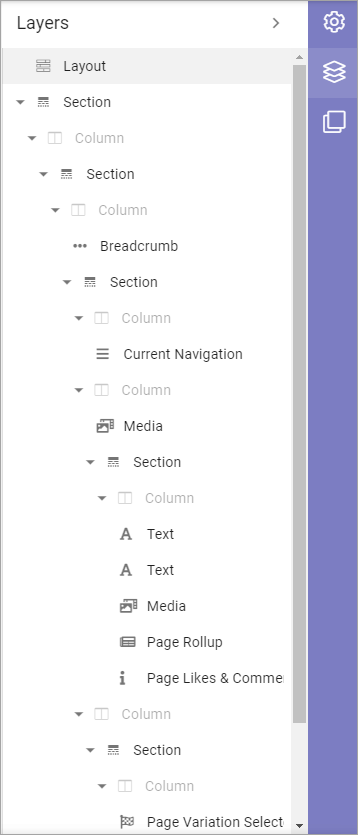 Layers
Layout
Section
Column
Section
Column
Breadcrumb
Section
Column
Current Navigation
Column
Media
Section
Column
Text
Text
Media
Page Rollup
Page Likes & Comme
Column
Section
Column
Page Variation Select